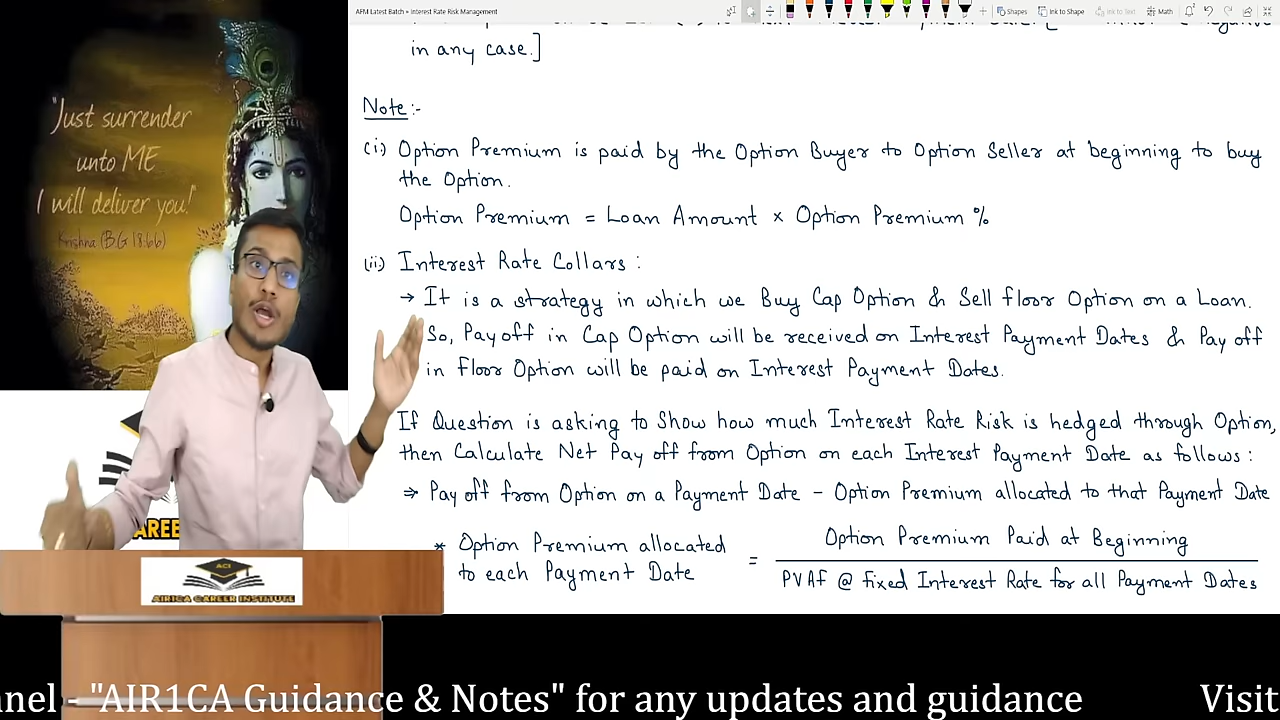 AFM Latest Batch » Interest Rate Risk Management
Shapes
Ink to Shape
Ink to Text
Math
in any case.]
"Just surrender
unto ME
I will deliver you!"
Krishna (BG 18:66)
Note:-
(i) Option Premium is paid by the Option Buyer to Option Seller at beginning to buy
the Option.
Option Premium = Loan Amount × Option Premium %
(ii) Interest Rate Collars :
→ It is a strategy in which we Buy Cap Option & Sell floor Option on a Loan.
So, Pay off in Cap Option will be received on Interest Payment Dates & Pay off
in Floor Option will be paid on Interest Payment Dates.
If Question is asking to Show how much Interest Rate Risk is hedged through Option,
then Calculate Net Pay off from Option on each Interest Payment Date as follows :
⇒ Pay off from Option on a Payment Date – Option Premium allocated to that Payment Date
* Option Premium allocated
to each Payment Date
=
Option Premium Paid at Beginning
PVAF @ fixed Interest Rate for all Payment Dates
ACI
AIR1CA CAREER INSTITUTE
nnel - "AIR1CA Guidance & Notes" for any updates and guidance
Visit